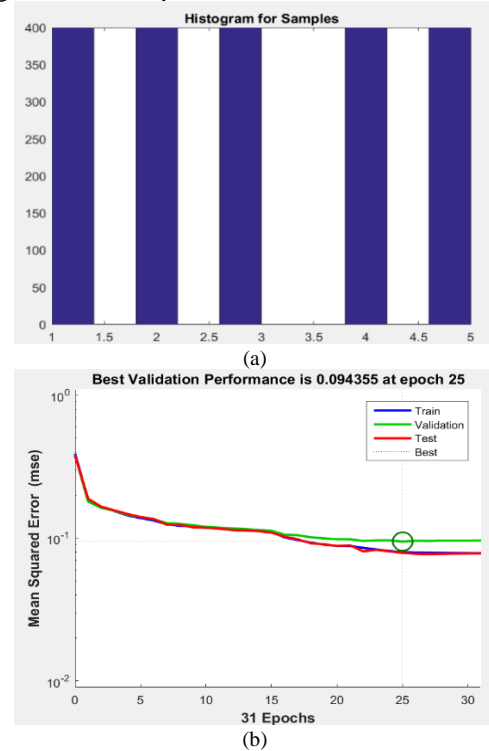 Histogram for Samples
400
350
300
250
200
150
100
50
0
1 1.5 2 2.5 3 3.5 4 4.5 5
(a)
Best Validation Performance is 0.094355 at epoch 25
Mean Squared Error (mse)
10^0
10^-1
10^-2
Train
Validation
Test
Best
0 5 10 15 20 25 30
31 Epochs
(b)